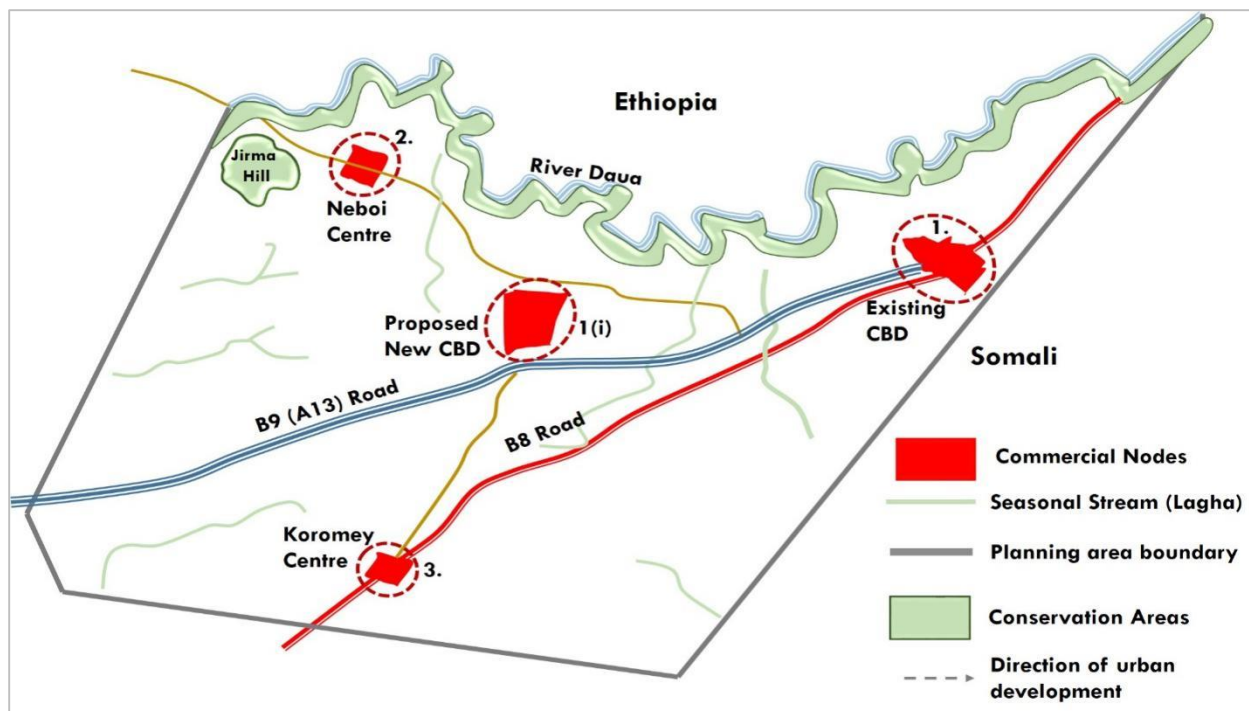 Ethiopia
Jirma
Hill
2.
River Daua
Neboi
Centre
1.
Proposed
New CBD
1(i)
Existing
CBD
Somali
B9 (A13) Road
B8 Road
Koromey
Centre
3.
Commercial Nodes
Seasonal Stream (Lagha)
Planning area boundary
Conservation Areas
Direction of urban
development